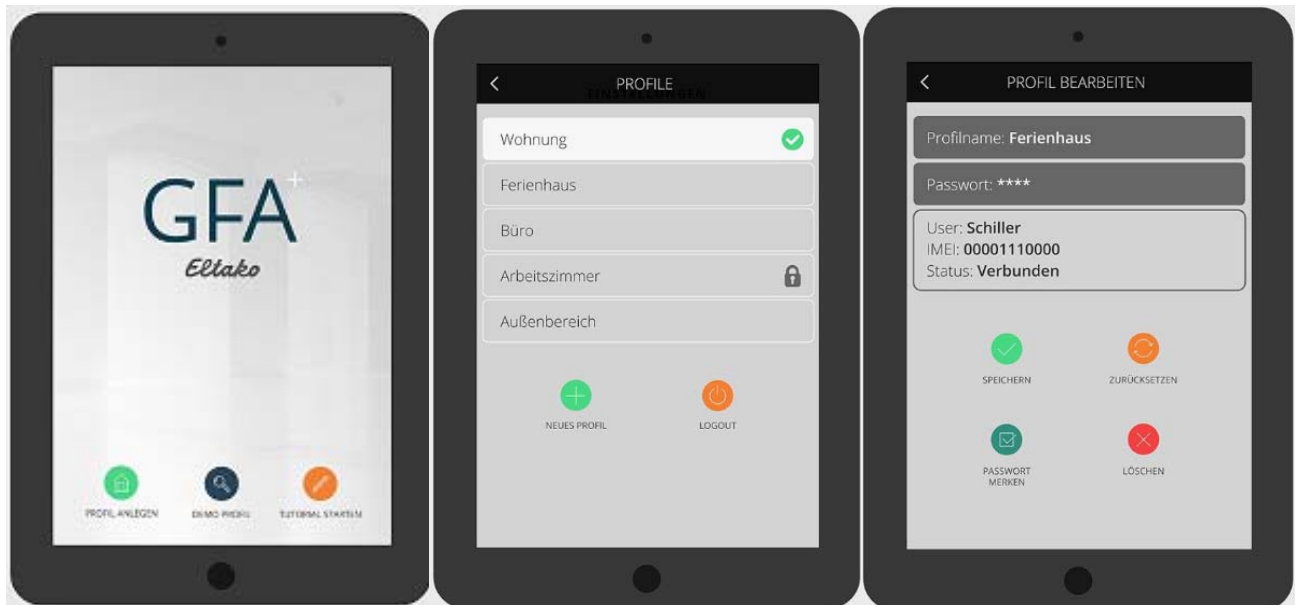 GFA+
Eltako
PROFIL ANLEGEN
DEMO PROFIL
TUTORIAL STARTEN
PROFILE
EINSTELLUNGEN
Wohnung
Ferienhaus
Büro
Arbeitszimmer
Außenbereich
NEUES PROFIL
LOGOUT
PROFIL BEARBEITEN
Profilname: Ferienhaus
Passwort: ****
User: Schiller
IMEI: 00001110000
Status: Verbunden
SPEICHERN
ZURÜCKSETZEN
PASSWORT
MERKEN
LÖSCHEN